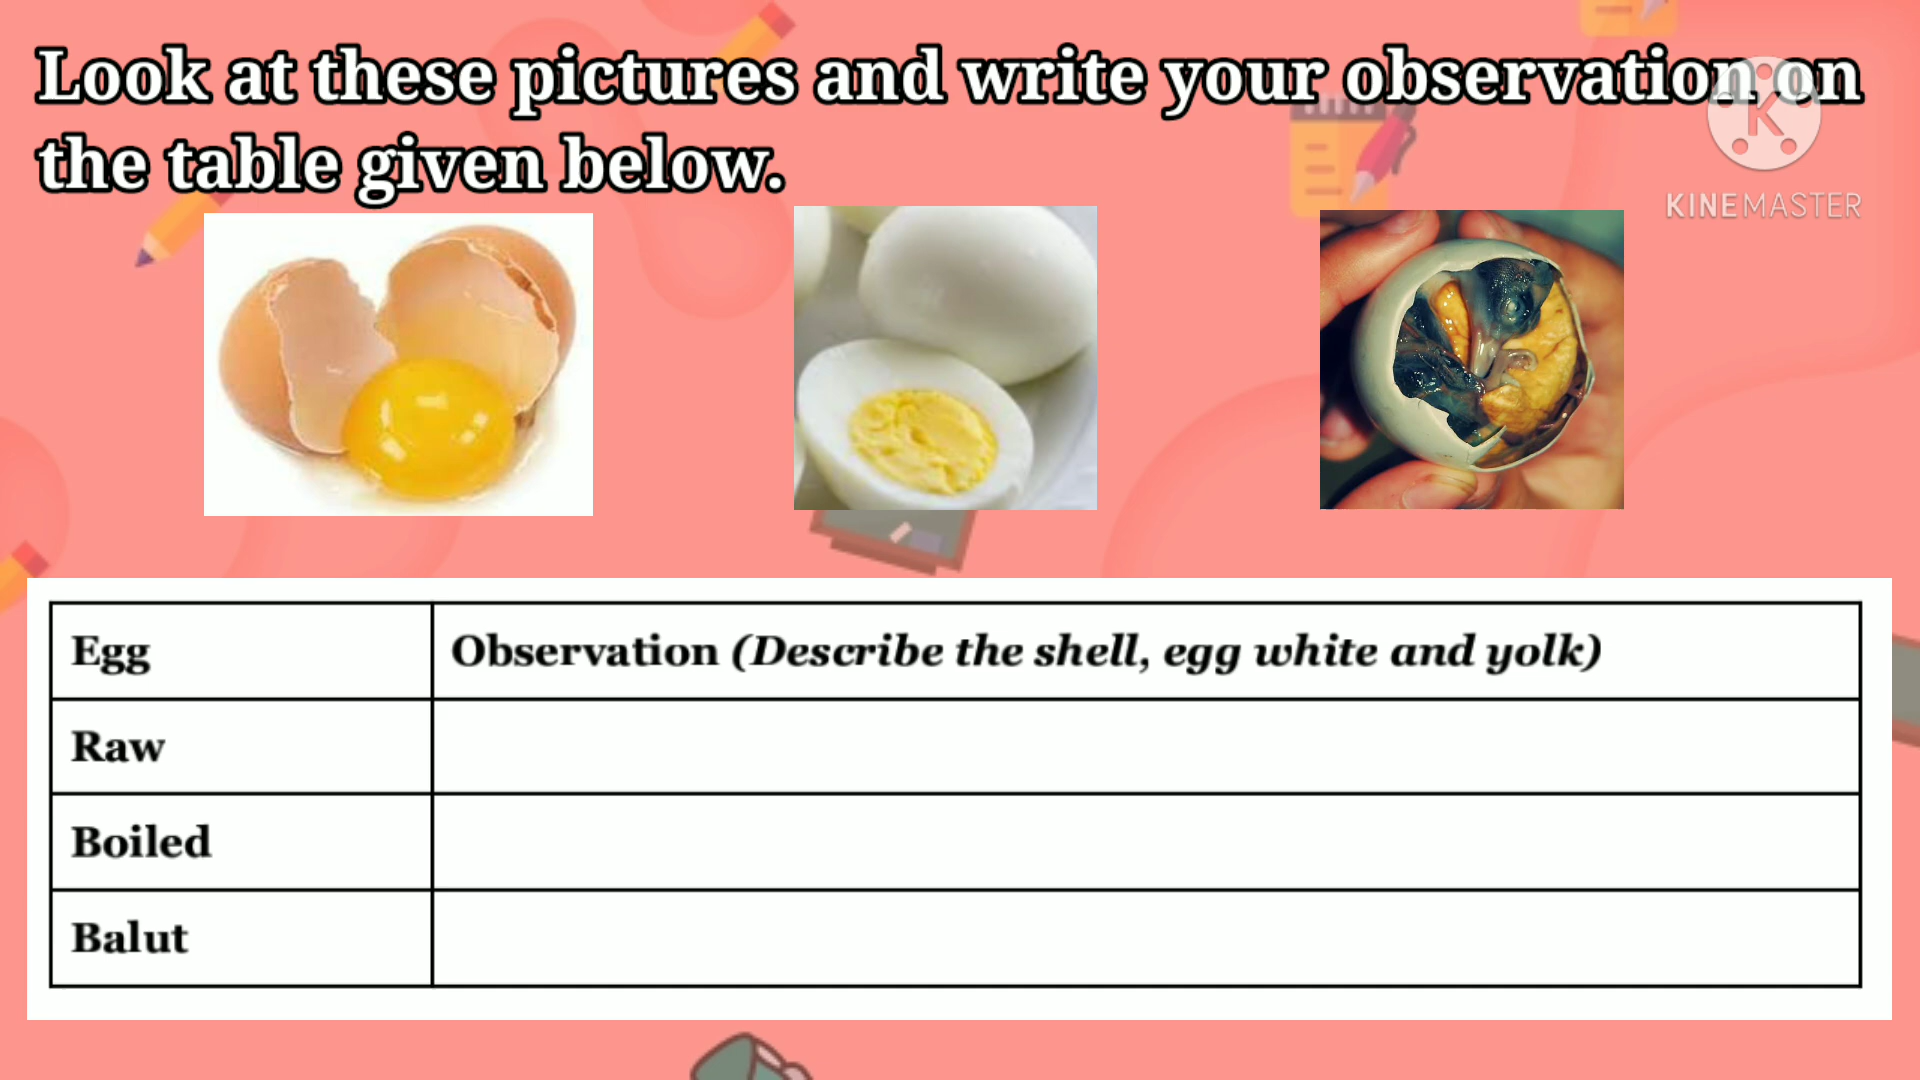 Look at these pictures and write your observation on
the table given below.
KINEMASTER
Egg
Observation (Describe the shell, egg white and yolk)
Raw
Boiled
Balut